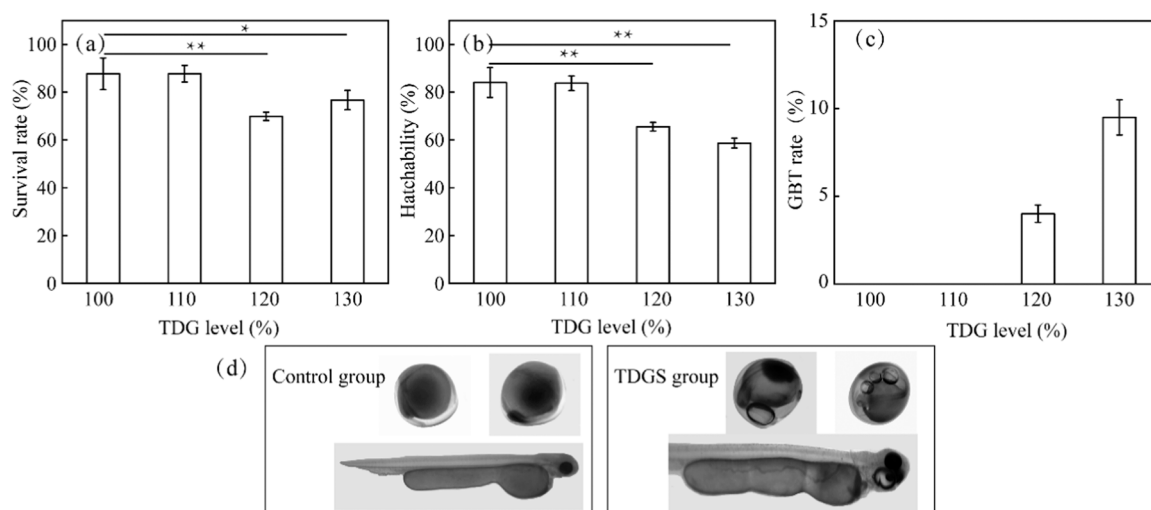 (a)
Survival rate (%)
100
80
60
40
20
0
*
**
100 110 120 130
TDG level (%)
(b)
Hatchability (%)
100
80
60
40
20
0
**
**
100 110 120 130
TDG level (%)
(c)
GBT rate (%)
15
10
5
0
100 110 120 130
TDG level (%)
(d)
Control group
TDGS group